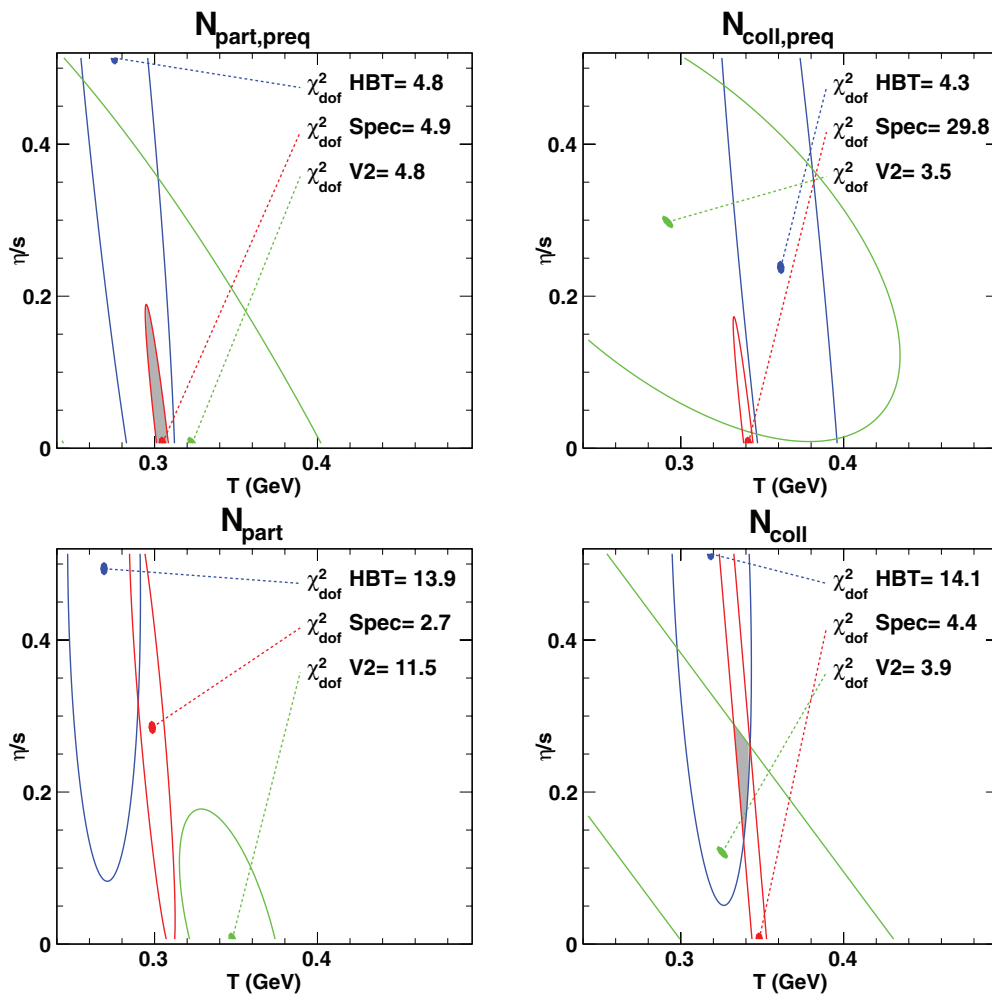 N_part,preq
χ²_dof HBT= 4.8
χ²_dof Spec= 4.9
χ²_dof V2= 4.8
0.4
0.2
0
η/s
0.3 0.4
T (GeV)
N_coll,preq
χ²_dof HBT= 4.3
χ²_dof Spec= 29.8
χ²_dof V2= 3.5
0.4
0.2
0
η/s
0.3 0.4
T (GeV)
N_part
χ²_dof HBT= 13.9
χ²_dof Spec= 2.7
χ²_dof V2= 11.5
0.4
0.2
0
η/s
0.3 0.4
T (GeV)
N_coll
χ²_dof HBT= 14.1
χ²_dof Spec= 4.4
χ²_dof V2= 3.9
0.4
0.2
0
η/s
0.3 0.4
T (GeV)